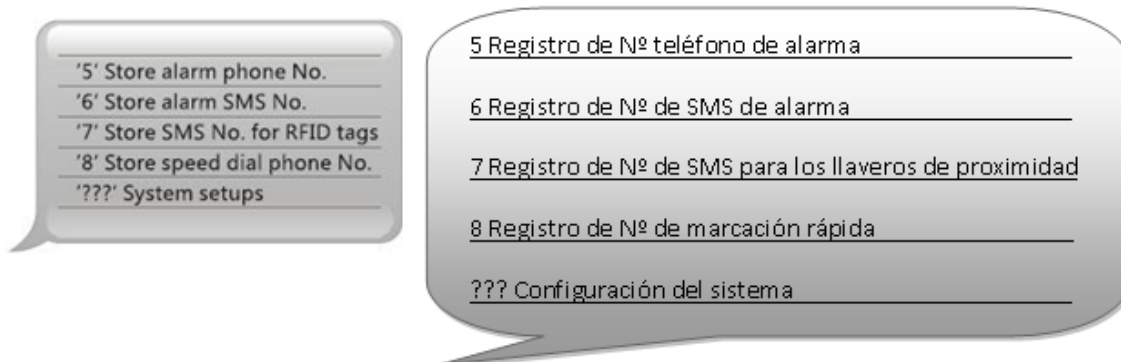 '5' Store alarm phone No.
'6' Store alarm SMS No.
'7' Store SMS No. for RFID tags
'8' Store speed dial phone No.
'???' System setups
5 Registro de Nº teléfono de alarma
6 Registro de Nº de SMS de alarma
7 Registro de Nº de SMS para los llaveros de proximidad
8 Registro de Nº de marcación rápida
??? Configuración del sistema